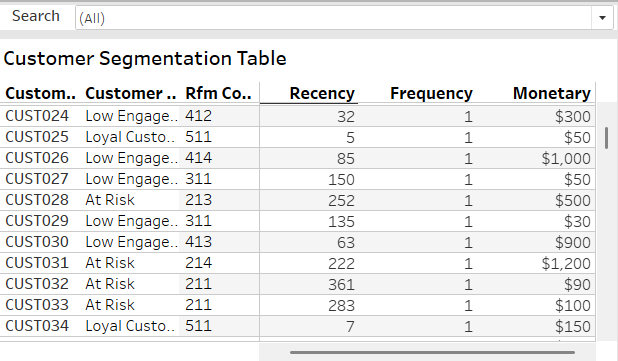 Search (All)
Customer Segmentation Table
Custom.. Customer .. Rfm Co.. Recency Frequency Monetary
CUST024 Low Engage.. 412 32 1 $300
CUST025 Loyal Custo.. 511 5 1 $50
CUST026 Low Engage.. 414 85 1 $1,000
CUST027 Low Engage.. 311 150 1 $50
CUST028 At Risk 213 252 1 $500
CUST029 Low Engage.. 311 135 1 $30
CUST030 Low Engage.. 413 63 1 $900
CUST031 At Risk 214 222 1 $1,200
CUST032 At Risk 211 361 1 $90
CUST033 At Risk 211 283 1 $100
CUST034 Loyal Custo.. 511 7 1 $150